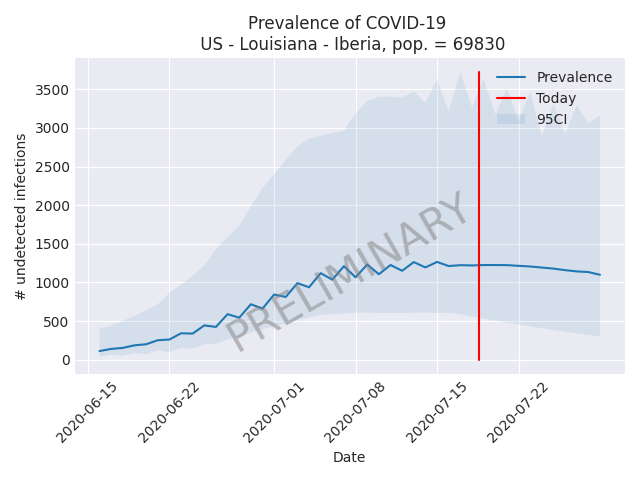 Prevalence of COVID-19
US - Louisiana - Iberia, pop. = 69830
Prevalence
Today
95CI
3500
3000
2500
2000
1500
1000
500
0
# undetected infections
PRELIMINARY
2020-06-15
2020-06-22
2020-07-01
2020-07-08
2020-07-15
2020-07-22
Date